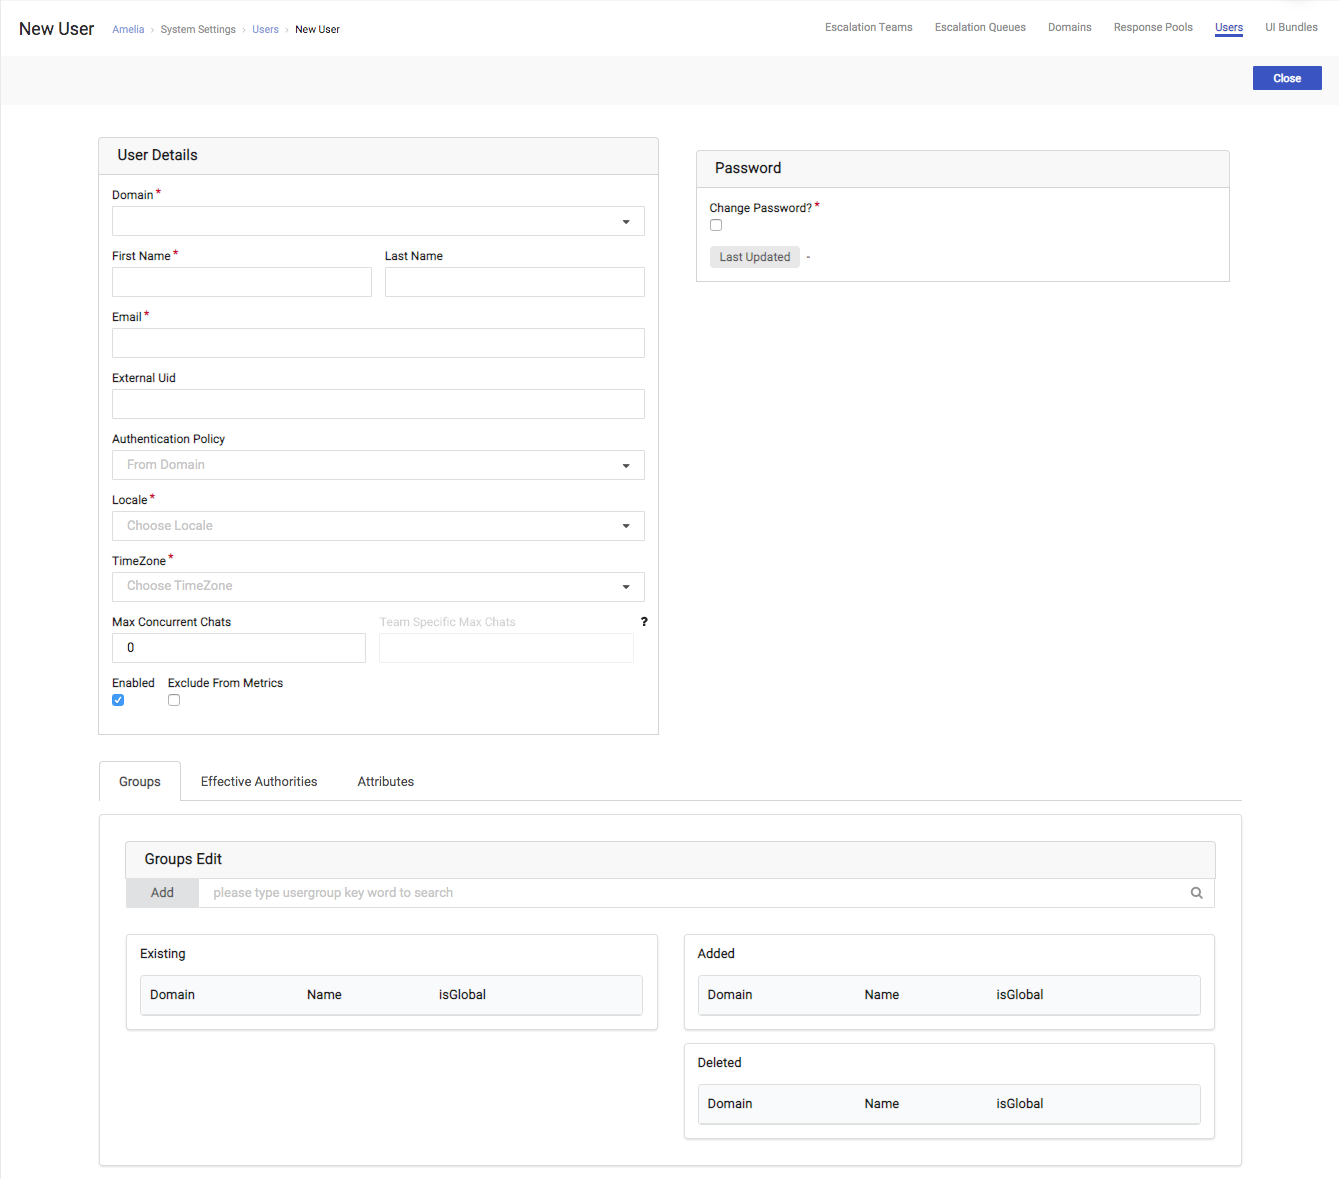 New User Amelia › System Settings › Users › New User Escalation Teams Escalation Queues Domains Response Pools Users UI Bundles
Close
User Details
Domain *
First Name * Last Name
Email *
External Uid
Authentication Policy
From Domain
Locale *
Choose Locale
TimeZone *
Choose TimeZone
Max Concurrent Chats Team Specific Max Chats ?
0
Enabled Exclude From Metrics
Password
Change Password? *
Last Updated -
Groups Effective Authorities Attributes
Groups Edit
Add please type usergroup key word to search
Existing
Domain Name isGlobal
Added
Domain Name isGlobal
Deleted
Domain Name isGlobal